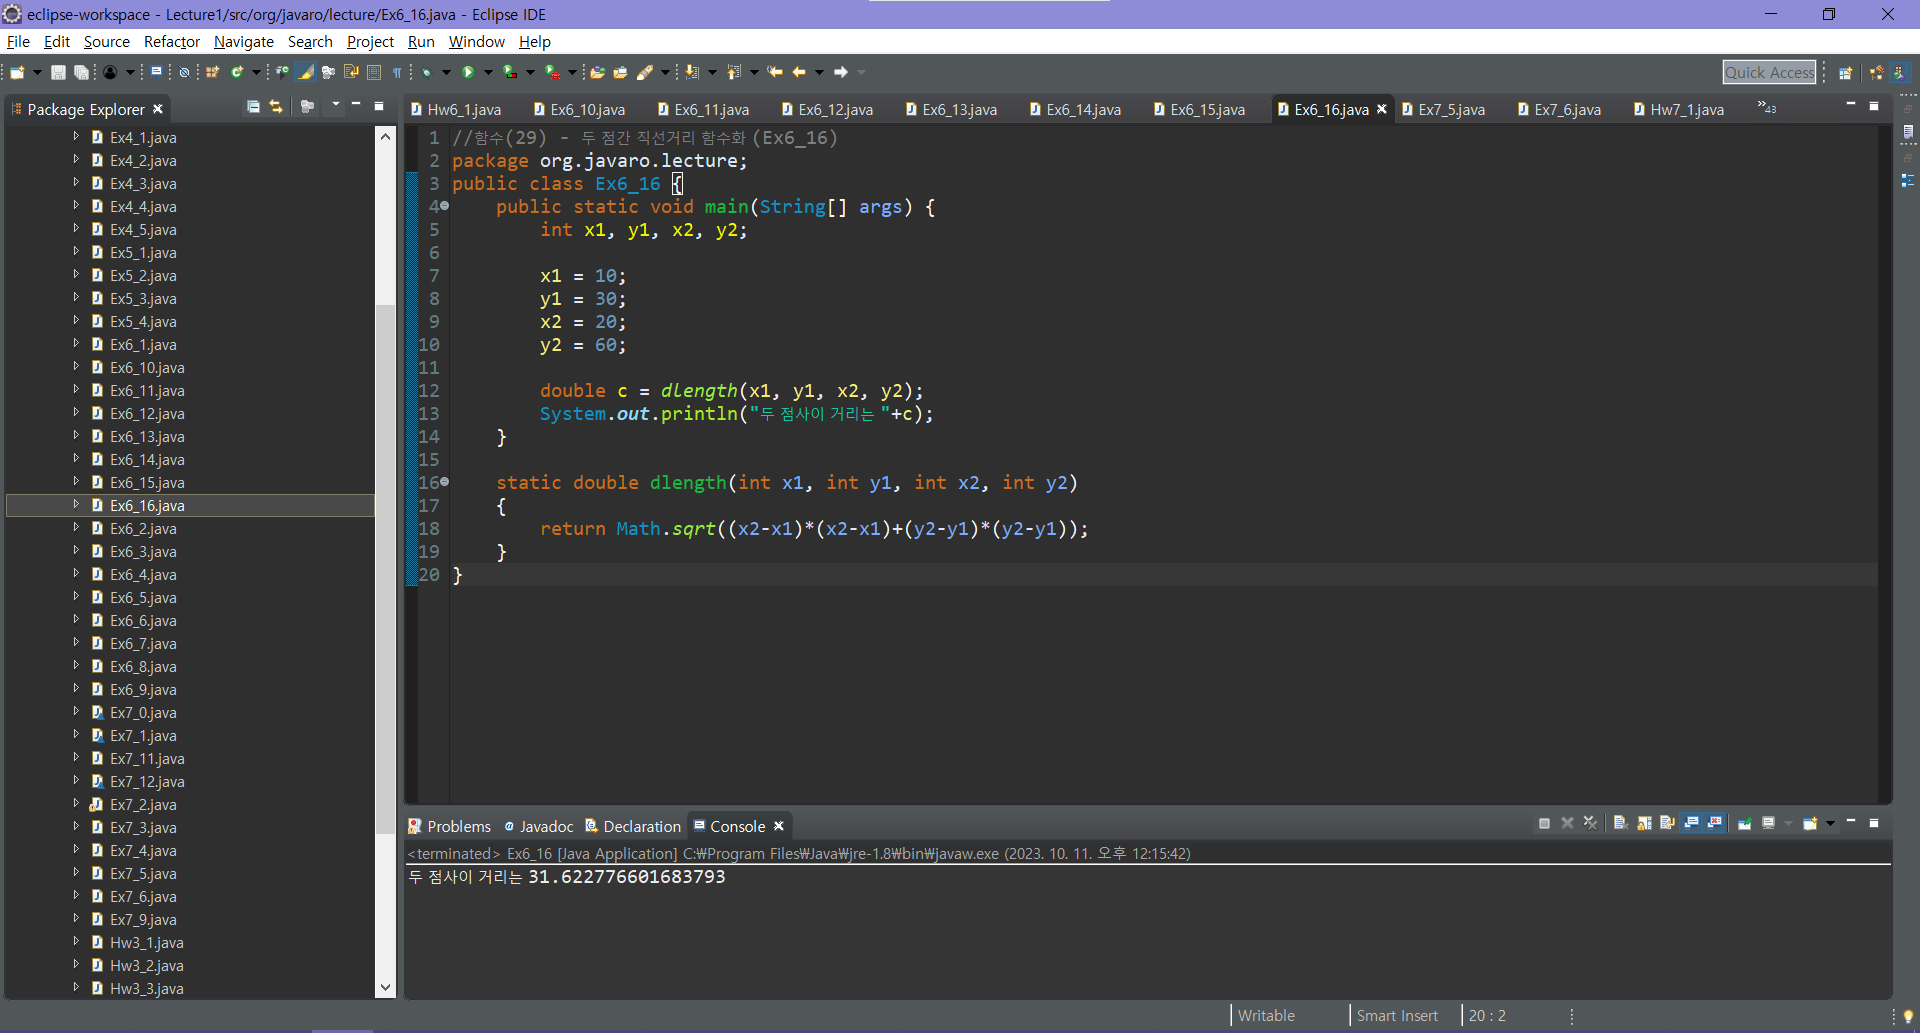 eclipse-workspace - Lecture1/src/org/javaro/lecture/Ex6_16.java - Eclipse IDE
File Edit Source Refactor Navigate Search Project Run Window Help
Quick Access
Package Explorer
Ex4_1.java
Ex4_2.java
Ex4_3.java
Ex4_4.java
Ex4_5.java
Ex5_1.java
Ex5_2.java
Ex5_3.java
Ex5_4.java
Ex6_1.java
Ex6_10.java
Ex6_11.java
Ex6_12.java
Ex6_13.java
Ex6_14.java
Ex6_15.java
Ex6_16.java
Ex6_2.java
Ex6_3.java
Ex6_4.java
Ex6_5.java
Ex6_6.java
Ex6_7.java
Ex6_8.java
Ex6_9.java
Ex7_0.java
Ex7_1.java
Ex7_11.java
Ex7_12.java
Ex7_2.java
Ex7_3.java
Ex7_4.java
Ex7_5.java
Ex7_6.java
Ex7_9.java
Hw3_1.java
Hw3_2.java
Hw3_3.java
Hw6_1.java Ex6_10.java Ex6_11.java Ex6_12.java Ex6_13.java Ex6_14.java Ex6_15.java Ex6_16.java Ex7_5.java Ex7_6.java Hw7_1.java »43
1 //함수(29) - 두 점간 직선거리 함수화 (Ex6_16)
2 package org.javaro.lecture;
3 public class Ex6_16 {
4 public static void main(String[] args) {
5 int x1, y1, x2, y2;
6
7 x1 = 10;
8 y1 = 30;
9 x2 = 20;
10 y2 = 60;
11
12 double c = dlength(x1, y1, x2, y2);
13 System.out.println("두 점사이 거리는 "+c);
14 }
15
16 static double dlength(int x1, int y1, int x2, int y2)
17 {
18 return Math.sqrt((x2-x1)*(x2-x1)+(y2-y1)*(y2-y1));
19 }
20 }
Problems Javadoc Declaration Console
<terminated> Ex6_16 [Java Application] C:₩Program Files₩Java₩jre-1.8₩bin₩javaw.exe (2023. 10. 11. 오후 12:15:42)
두 점사이 거리는 31.622776601683793
Writable Smart Insert 20 : 2